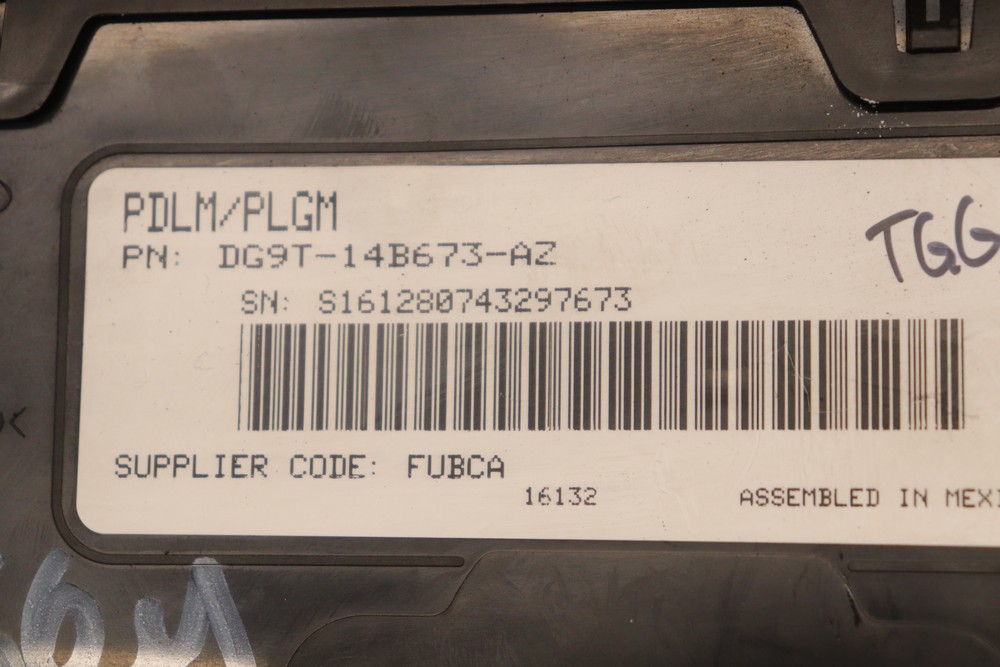 PDLM/PLGM
PN: DG9T-14B673-AZ
TGG
SN: S161280743297673
SUPPLIER CODE: FUBCA
16132
ASSEMBLED IN MEXI